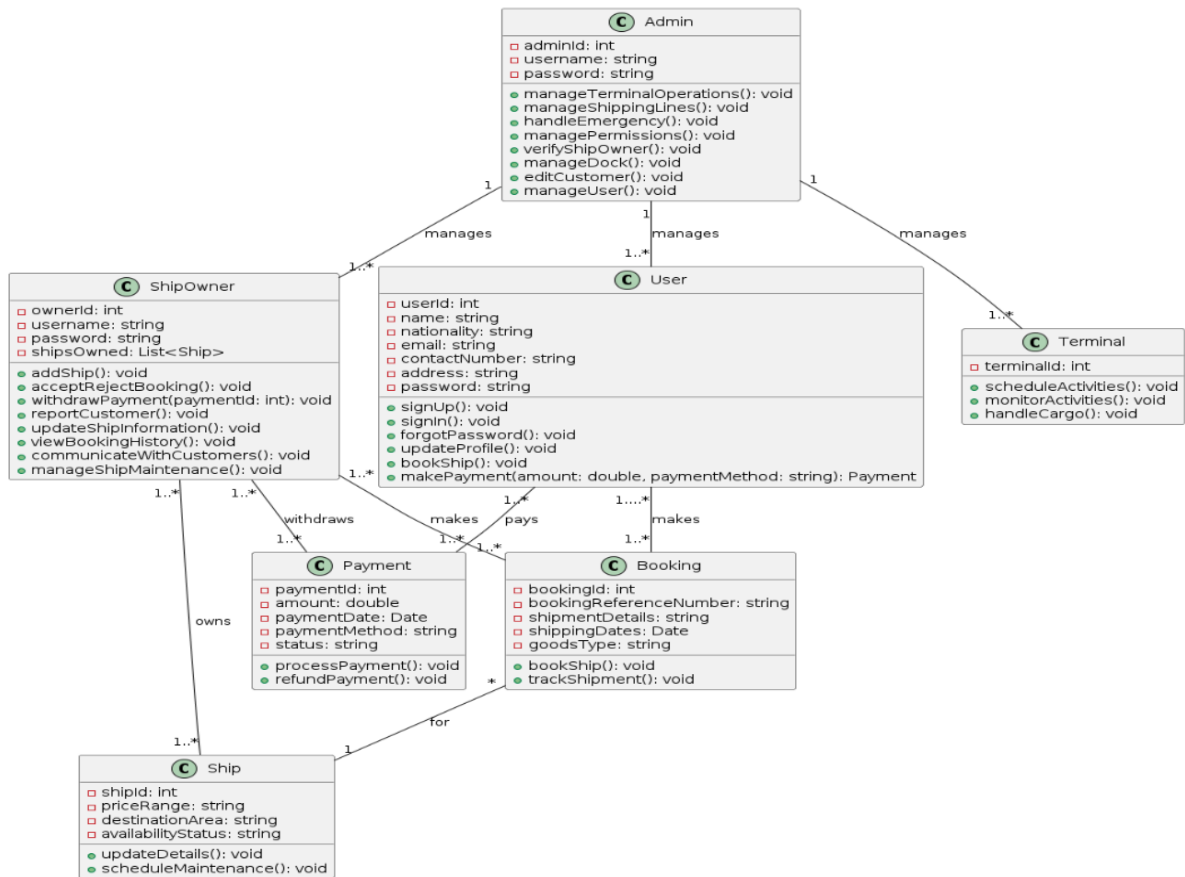 C Admin
adminId: int
username: string
password: string
manageTerminalOperations(): void
manageShippingLines(): void
handleEmergency(): void
managePermissions(): void
verifyShipOwner(): void
manageDock(): void
editCustomer(): void
manageUser(): void
1
1
1
manages
manages
manages
1..*
1..*
1..*
C ShipOwner
ownerId: int
username: string
password: string
shipsOwned: List<Ship>
addShip(): void
acceptRejectBooking(): void
withdrawPayment(paymentId: int): void
reportCustomer(): void
updateShipInformation(): void
viewBookingHistory(): void
communicateWithCustomers(): void
manageShipMaintenance(): void
C User
userId: int
name: string
nationality: string
email: string
contactNumber: string
address: string
password: string
signUp(): void
signIn(): void
forgotPassword(): void
updateProfile(): void
bookShip(): void
makePayment(amount: double, paymentMethod: string): Payment
C Terminal
terminalId: int
scheduleActivities(): void
monitorActivities(): void
handleCargo(): void
1..*
1..*
1..*
1..*
1....*
withdraws
makes
pays
makes
1..*
1..*
1..*
1..*
C Payment
paymentId: int
amount: double
paymentDate: Date
paymentMethod: string
status: string
processPayment(): void
refundPayment(): void
C Booking
bookingId: int
bookingReferenceNumber: string
shipmentDetails: string
shippingDates: Date
goodsType: string
bookShip(): void
trackShipment(): void
owns
*
for
1..*
1
C Ship
shipId: int
priceRange: string
destinationArea: string
availabilityStatus: string
updateDetails(): void
scheduleMaintenance(): void